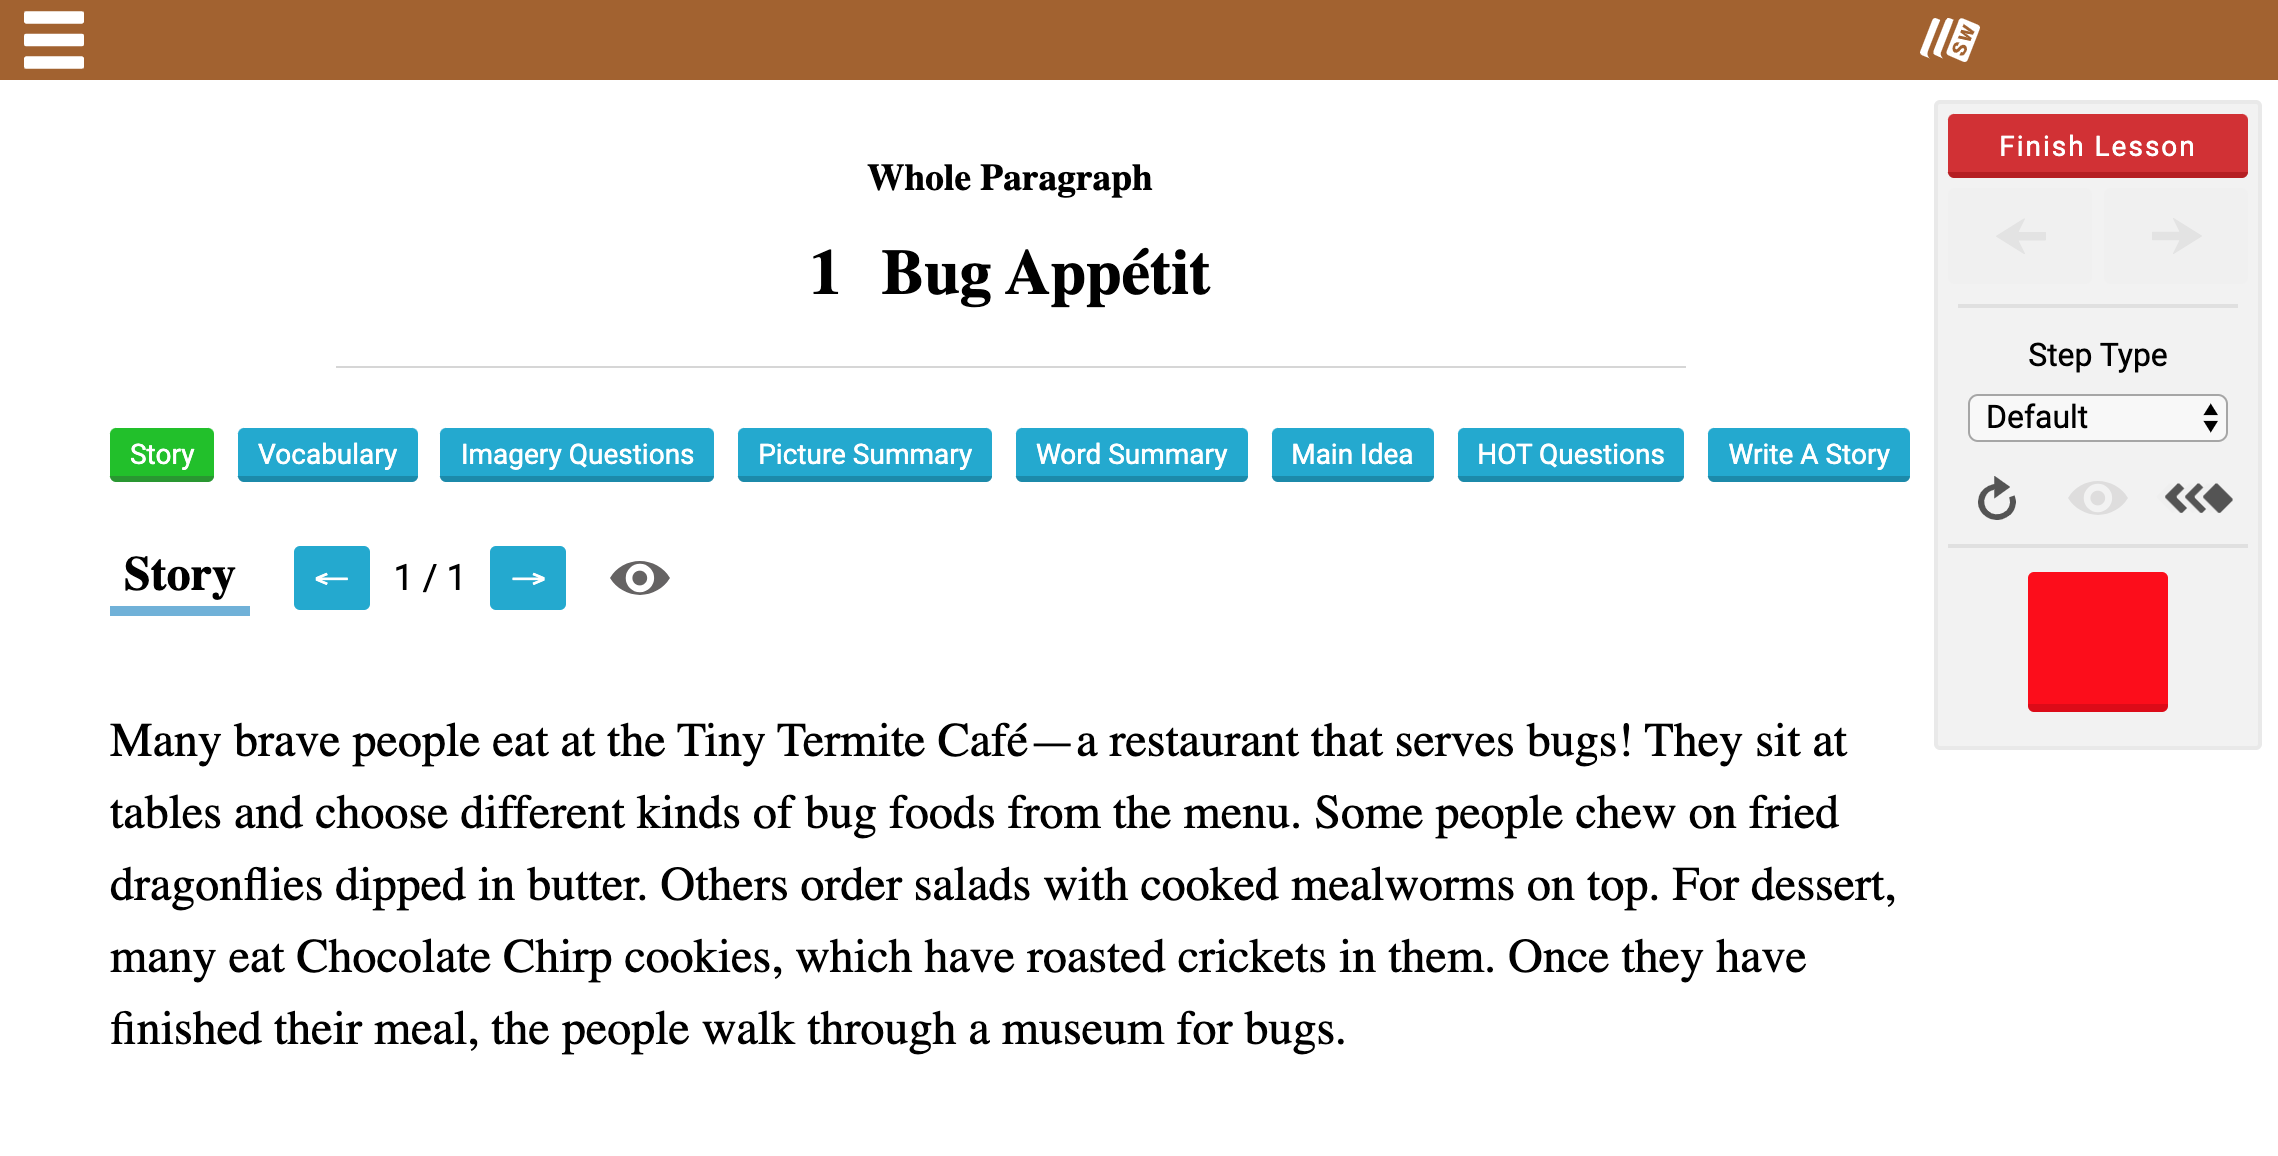 SW
Finish Lesson
Whole Paragraph
1 Bug Appétit
Step Type
Default
Story Vocabulary Imagery Questions Picture Summary Word Summary Main Idea HOT Questions Write A Story
Story ← 1 / 1 →
Many brave people eat at the Tiny Termite Café—a restaurant that serves bugs! They sit at
tables and choose different kinds of bug foods from the menu. Some people chew on fried
dragonflies dipped in butter. Others order salads with cooked mealworms on top. For dessert,
many eat Chocolate Chirp cookies, which have roasted crickets in them. Once they have
finished their meal, the people walk through a museum for bugs.